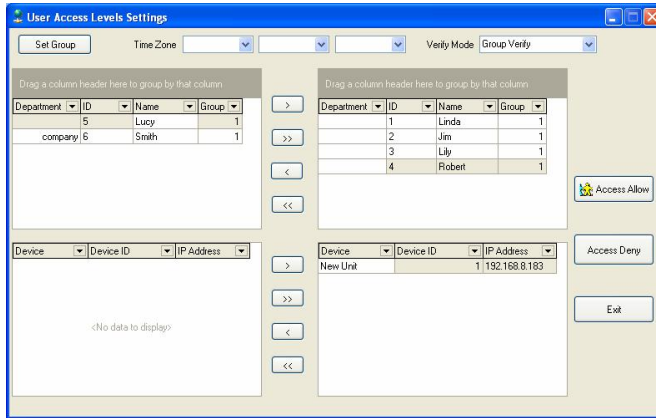 User Access Levels Settings
Set Group Time Zone Verify Mode Group Verify
Drag a column header here to group by that column
Department ID Name Group
5 Lucy 1
company 6 Smith 1
>
>>
<
<<
Drag a column header here to group by that column
Department ID Name Group
1 Linda 1
2 Jim 1
3 Lily 1
4 Robert 1
Access Allow
Device Device ID IP Address
<No data to display>
>
>>
<
<<
Device Device ID IP Address
New Unit 1 192.168.8.183
Access Deny
Exit